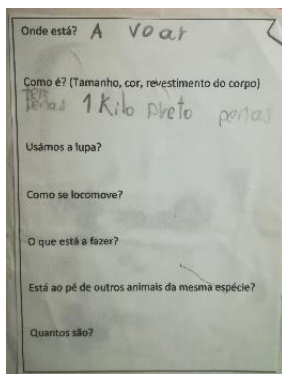 Onde está? A voar
Como é? (Tamanho, cor, revestimento do corpo)
tem
Penas 1 Kilo preto penas
Usámos a lupa?
Como se locomove?
O que está a fazer?
Está ao pé de outros animais da mesma espécie?
Quantos são?